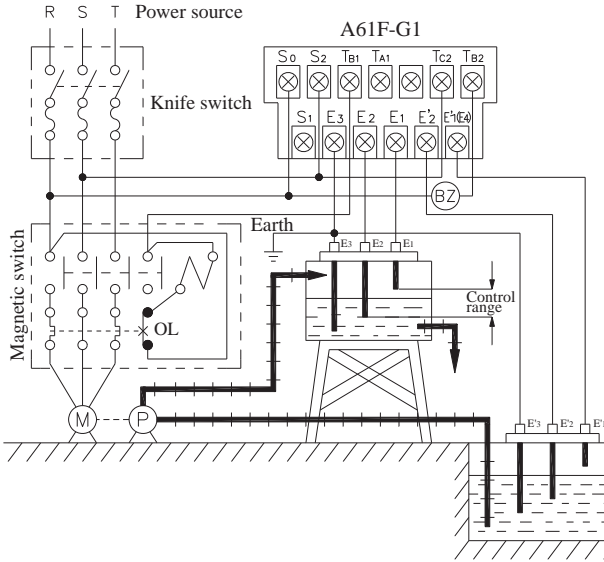 R S T Power source
A61F-G1
S0 S2 TB1 TA1 TC2 TB2
Knife switch
S1 E3 E2 E1 E'2 E'1(E4)
BZ
Earth
E3 E2 E1
Magnetic switch
Control
range
OL
M P
E'3 E'2 E'1